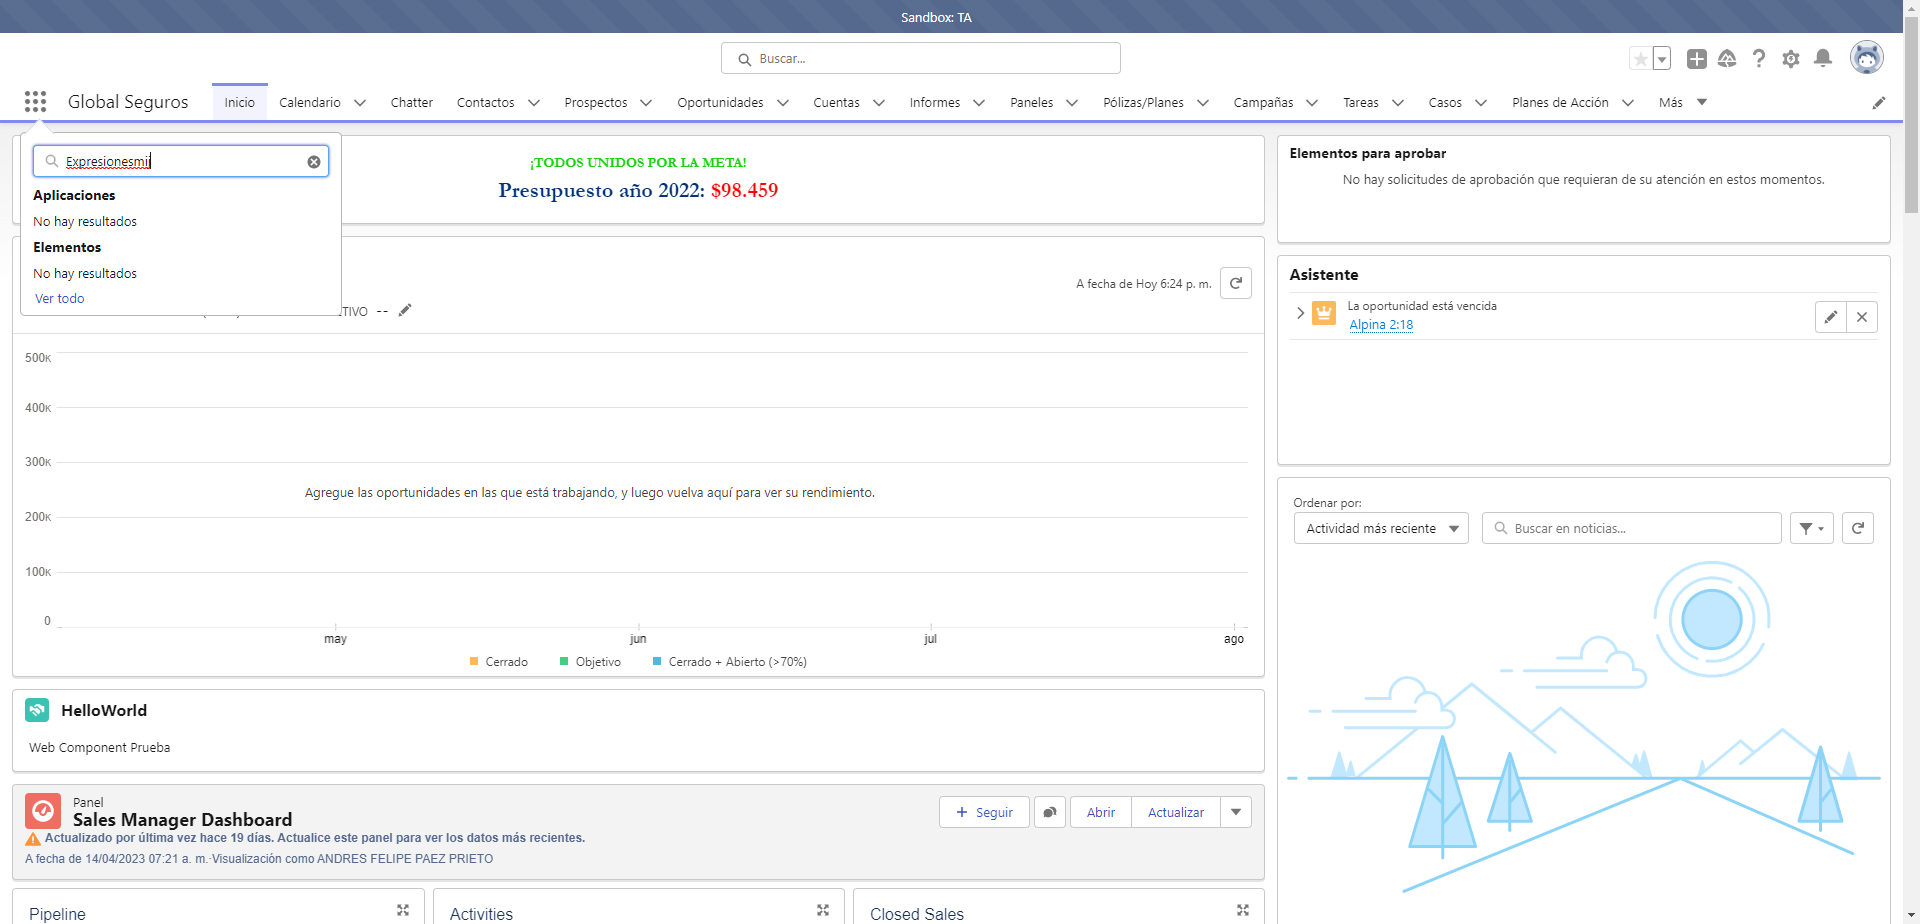 Sandbox: TA
Buscar...
Global Seguros
Inicio
Calendario
Chatter
Contactos
Prospectos
Oportunidades
Cuentas
Informes
Paneles
Pólizas/Planes
Campañas
Tareas
Casos
Planes de Acción
Más
Expresionesmii
Aplicaciones
No hay resultados
Elementos
No hay resultados
Ver todo
¡TODOS UNIDOS POR LA META!
Presupuesto año 2022: $98.459
A fecha de Hoy 6:24 p. m.
TIVO --
500K
400K
300K
200K
100K
0
Agregue las oportunidades en las que está trabajando, y luego vuelva aquí para ver su rendimiento.
may
jun
jul
ago
Cerrado
Objetivo
Cerrado + Abierto (>70%)
HelloWorld
Web Component Prueba
Panel
Sales Manager Dashboard
Actualizado por última vez hace 19 días. Actualice este panel para ver los datos más recientes.
A fecha de 14/04/2023 07:21 a. m.·Visualización como ANDRES FELIPE PAEZ PRIETO
Seguir
Abrir
Actualizar
Pipeline
Activities
Closed Sales
Elementos para aprobar
No hay solicitudes de aprobación que requieran de su atención en estos momentos.
Asistente
La oportunidad está vencida
Alpina 2:18
Ordenar por:
Actividad más reciente
Buscar en noticias...